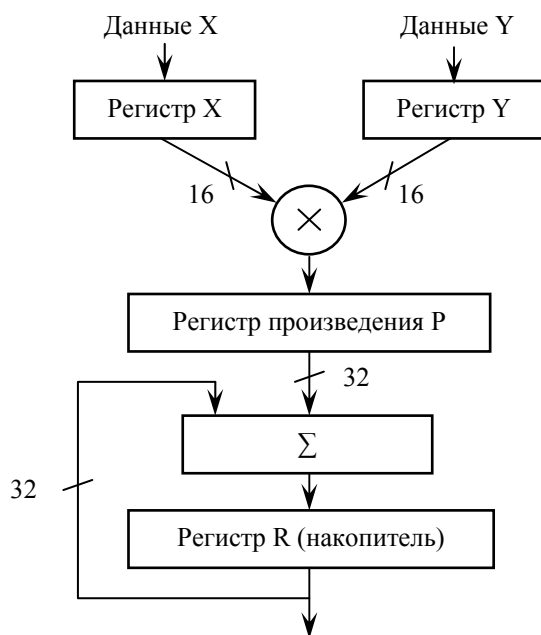 Данные X Данные Y
Регистр X Регистр Y
16 16
×
Регистр произведения P
32
Σ
32
Регистр R (накопитель)